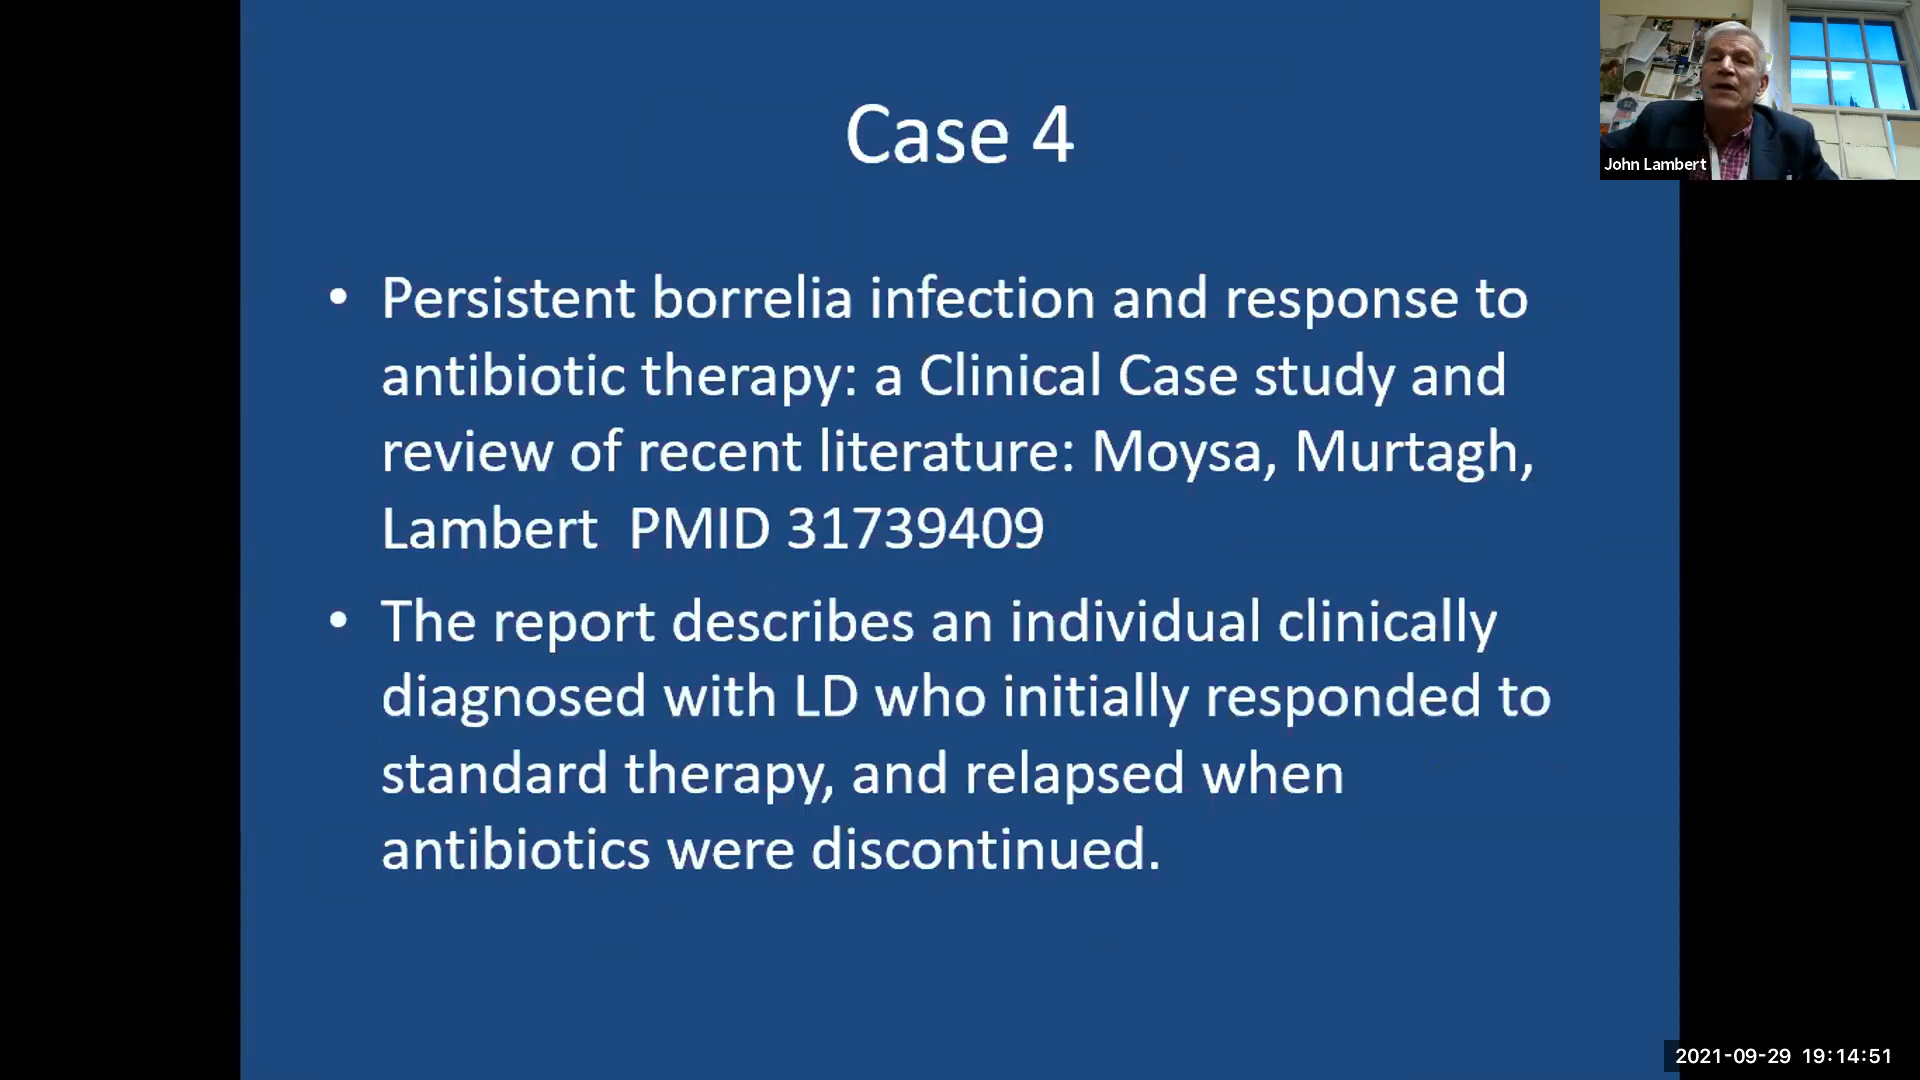 Case 4
• Persistent borrelia infection and response to
antibiotic therapy: a Clinical Case study and
review of recent literature: Moysa, Murtagh,
Lambert  PMID 31739409
• The report describes an individual clinically
diagnosed with LD who initially responded to
standard therapy, and relapsed when
antibiotics were discontinued.
John Lambert
2021-09-29 19:14:51